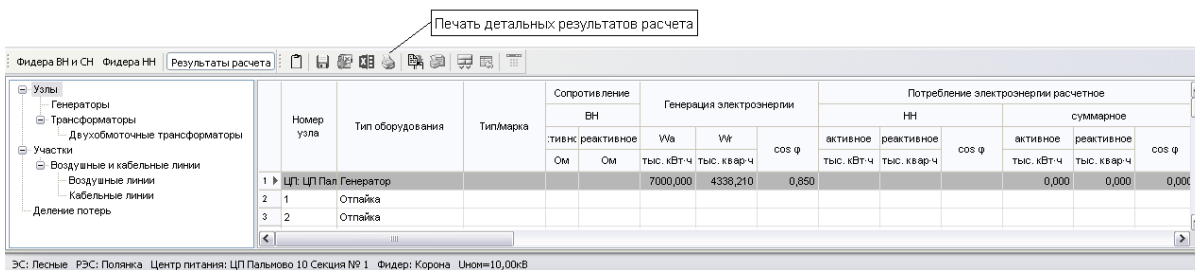 Печать детальных результатов расчета
Фидера ВН и СН Фидера НН Результаты расчета
Узлы
Генераторы
Трансформаторы
Двухобмоточные трансформаторы
Участки
Воздушные и кабельные линии
Воздушные линии
Кабельные линии
Деление потерь
Номер узла Тип оборудования Тип/марка Сопротивление Генерация электроэнергии Потребление электроэнергии расчетное
ВН НН суммарное
:тивнс реактивное Wa Wr cos φ активное реактивное cos φ активное реактивное cos φ
Ом Ом тыс. кВт·ч тыс. квар·ч тыс. кВт·ч тыс. квар·ч тыс. кВт·ч тыс. квар·ч
1 ЦП: ЦП Пал Генератор 7000,000 4338,210 0,850 0,000 0,000 0,000
2 1 Отпайка
3 2 Отпайка
ЭС: Лесные РЭС: Полянка Центр питания: ЦП Пальмово 10 Секция № 1 Фидер: Корона Uном=10,00кВ